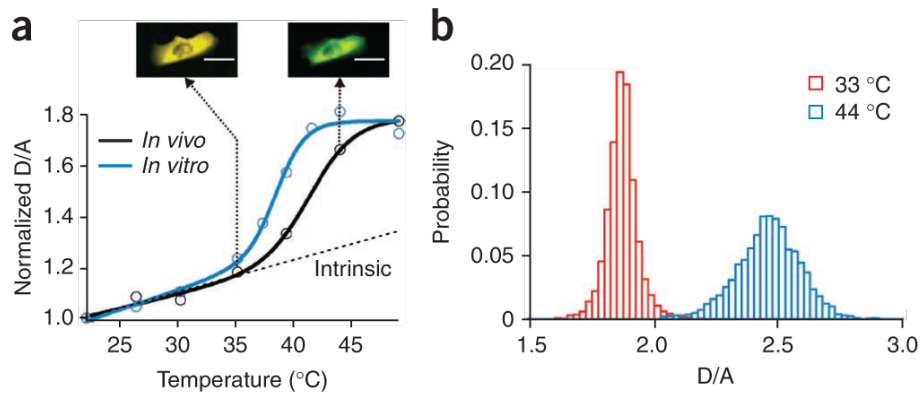 a
Normalized D/A
1.8
1.6
1.4
1.2
1.0
In vivo
In vitro
Intrinsic
25 30 35 40 45
Temperature (°C)
b
Probability
0.20
0.15
0.10
0.05
0
33 °C
44 °C
1.5 2.0 2.5 3.0
D/A